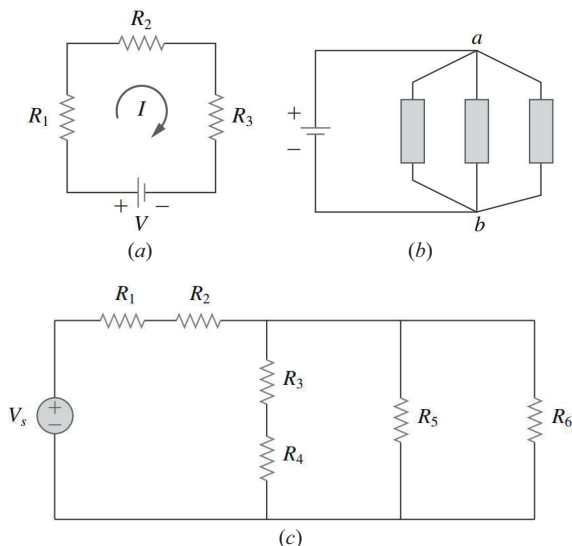 R2
a
R1
I
R3
+
−
+ −
V
b
(a)
(b)
R1
R2
R3
Vs
+
−
R5
R6
R4
(c)